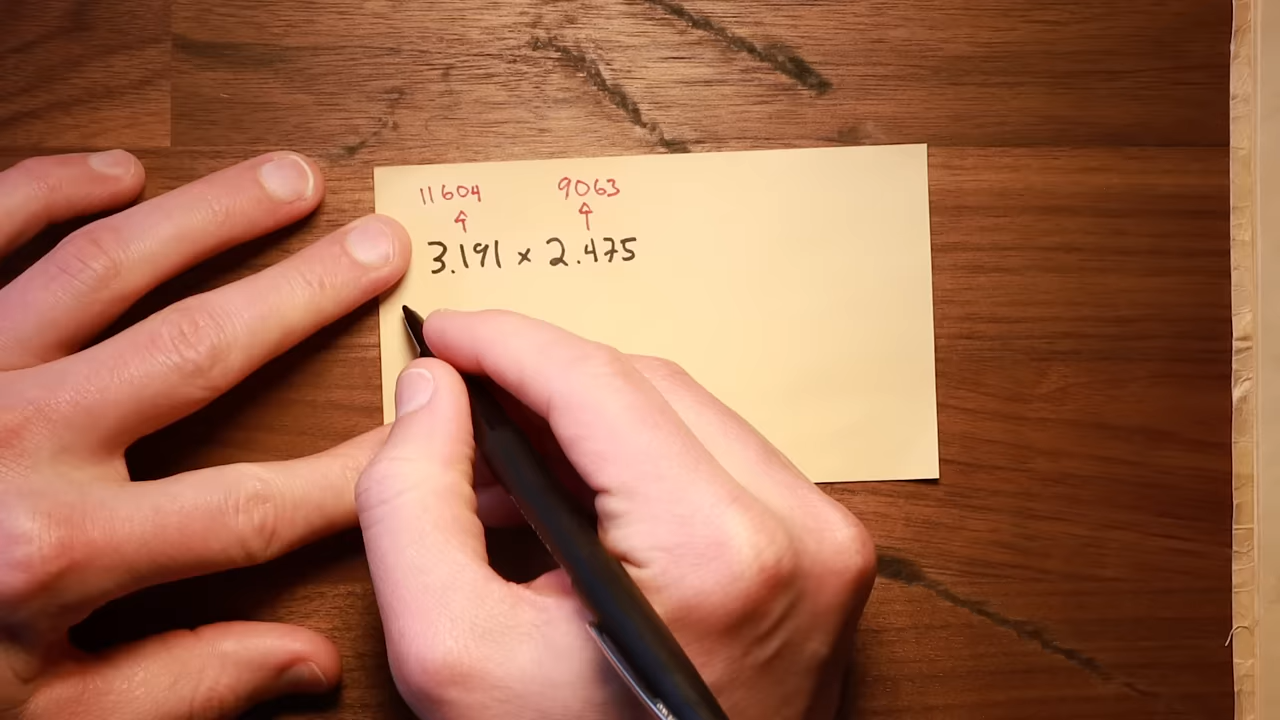 11604 9063
↑ ↑
3.191 × 2.475